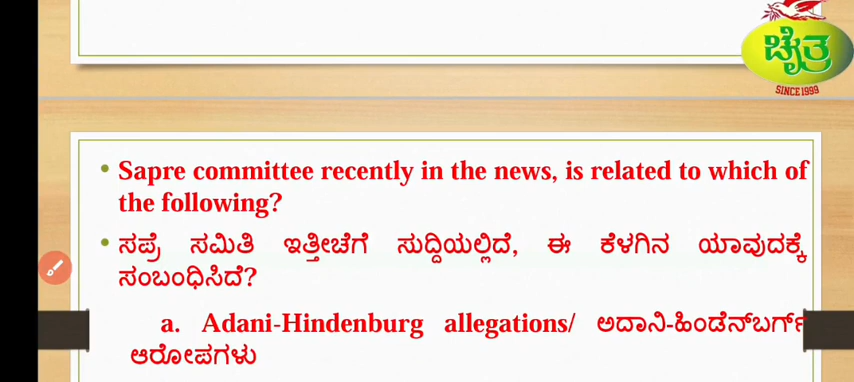 ಚೈತ್ರ
SINCE 1999
• Sapre committee recently in the news, is related to which of
the following?
• ಸಪ್ರೆ ಸಮಿತಿ ಇತ್ತೀಚೆಗೆ ಸುದ್ದಿಯಲ್ಲಿದೆ, ಈ ಕೆಳಗಿನ ಯಾವುದಕ್ಕೆ
ಸಂಬಂಧಿಸಿದೆ?
a. Adani-Hindenburg allegations/ ಅದಾನಿ-ಹಿಂಡೆನ್‌ಬರ್ಗ್
ಆರೋಪಗಳು